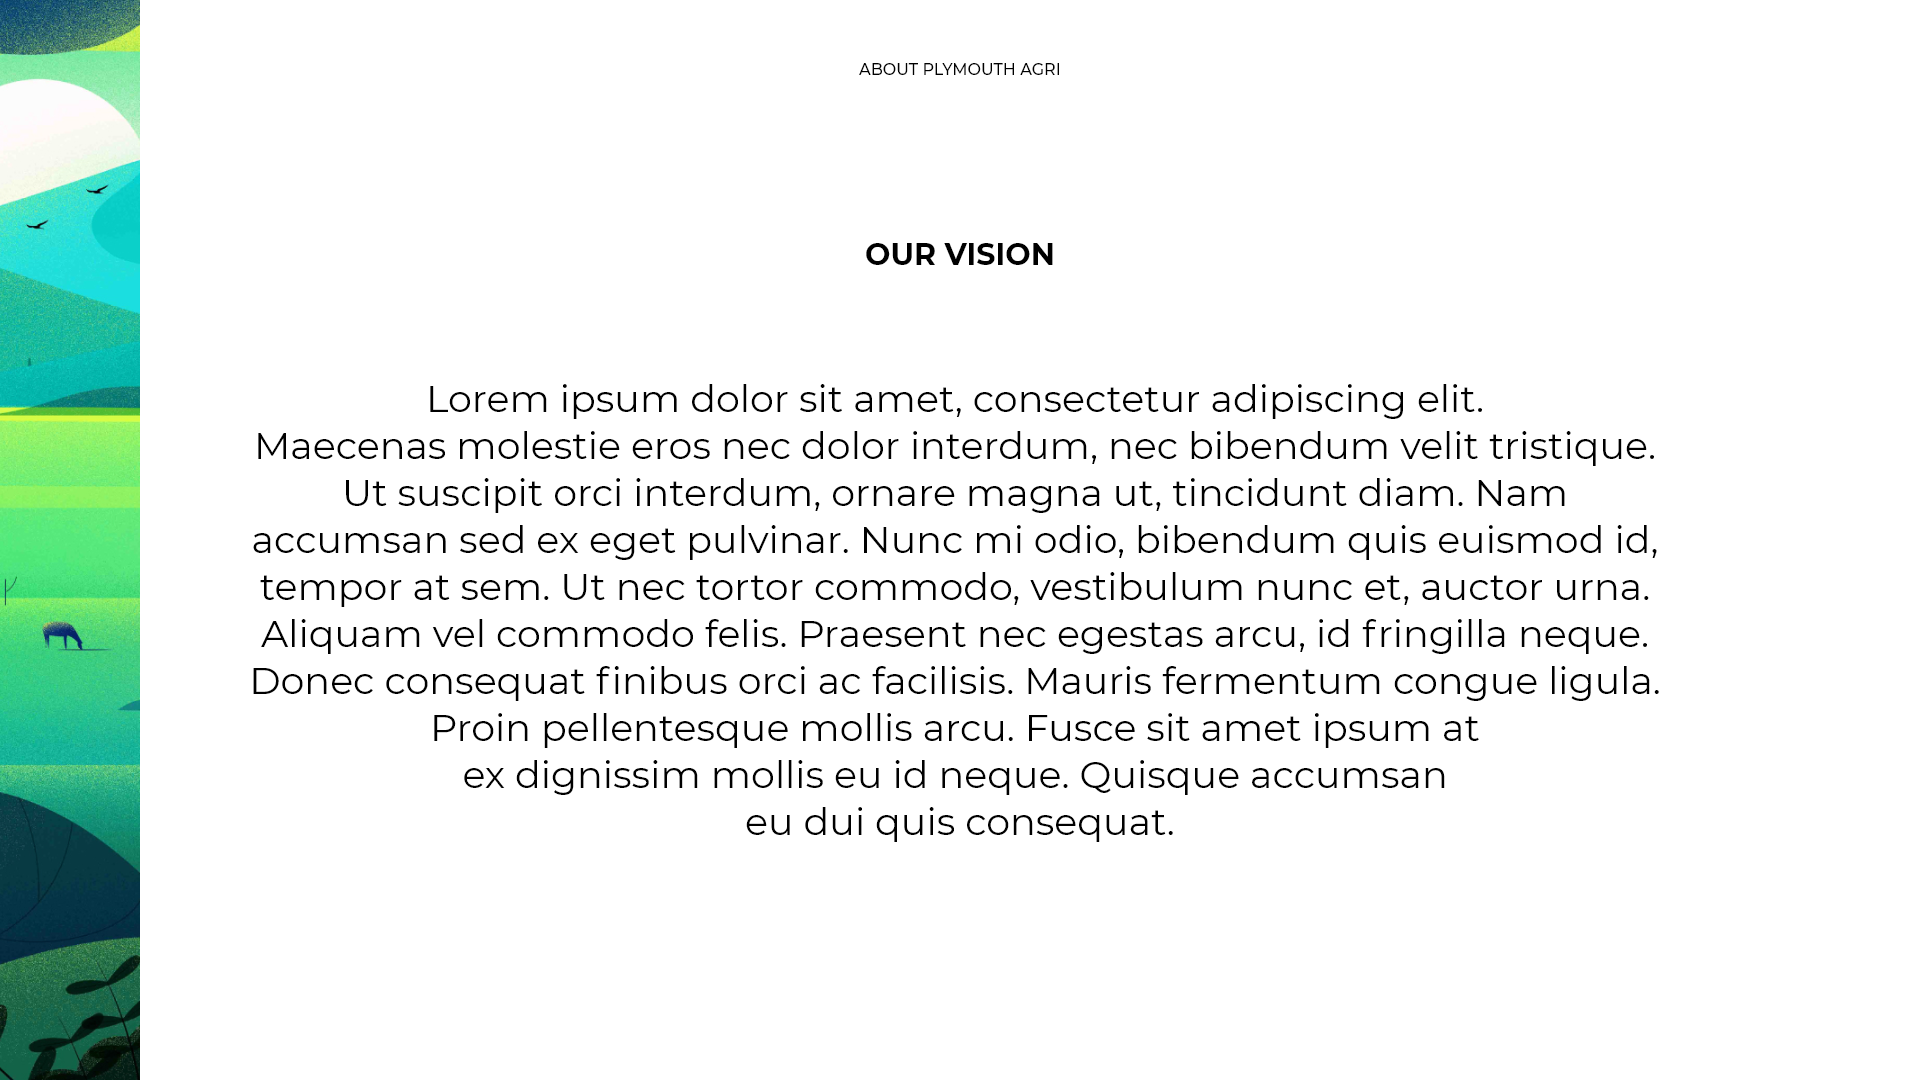 ABOUT PLYMOUTH AGRI
OUR VISION
Lorem ipsum dolor sit amet, consectetur adipiscing elit.
Maecenas molestie eros nec dolor interdum, nec bibendum velit tristique.
Ut suscipit orci interdum, ornare magna ut, tincidunt diam. Nam
accumsan sed ex eget pulvinar. Nunc mi odio, bibendum quis euismod id,
tempor at sem. Ut nec tortor commodo, vestibulum nunc et, auctor urna.
Aliquam vel commodo felis. Praesent nec egestas arcu, id fringilla neque.
Donec consequat finibus orci ac facilisis. Mauris fermentum congue ligula.
Proin pellentesque mollis arcu. Fusce sit amet ipsum at
ex dignissim mollis eu id neque. Quisque accumsan
eu dui quis consequat.